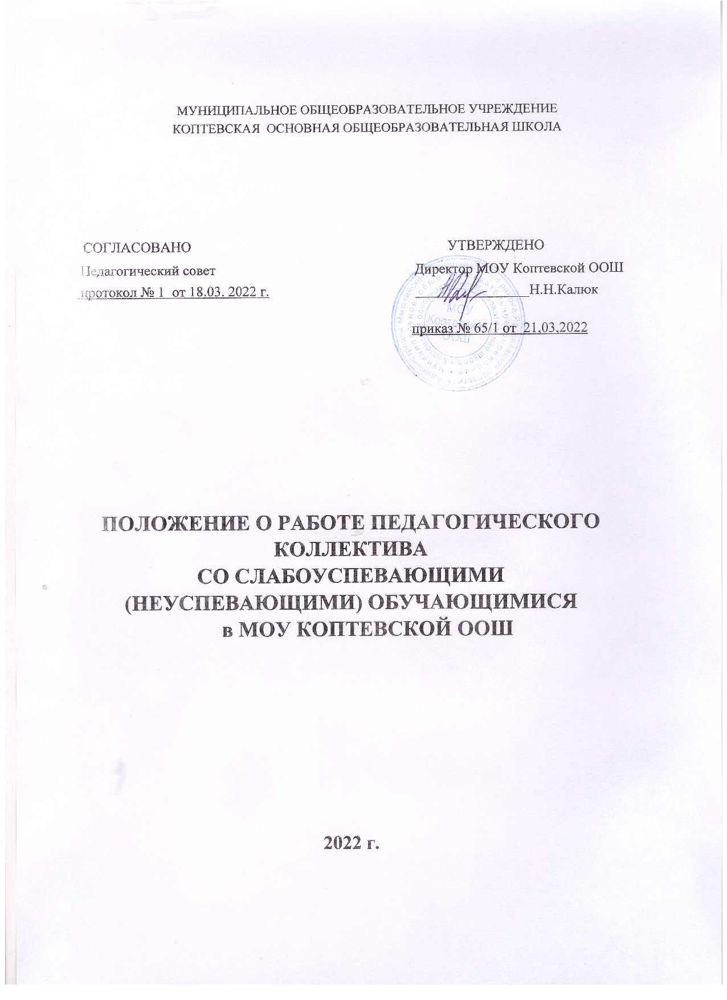 МУНИЦИПАЛЬНОЕ ОБЩЕОБРАЗОВАТЕЛЬНОЕ УЧРЕЖДЕНИЕ
КОПТЕВСКАЯ ОСНОВНАЯ ОБЩЕОБРАЗОВАТЕЛЬНАЯ ШКОЛА
СОГЛАСОВАНО
Педагогический совет
протокол № 1 от 18.03. 2022 г.
УТВЕРЖДЕНО
Директор МОУ Коптевской ООШ
_______________Н.Н.Калюк
приказ № 65/1 от 21,03,2022
МОУ
Коптевская
ООШ
ПОЛОЖЕНИЕ О РАБОТЕ ПЕДАГОГИЧЕСКОГО
КОЛЛЕКТИВА
СО СЛАБОУСПЕВАЮЩИМИ
(НЕУСПЕВАЮЩИМИ) ОБУЧАЮЩИМИСЯ
в МОУ КОПТЕВСКОЙ ООШ
2022 г.